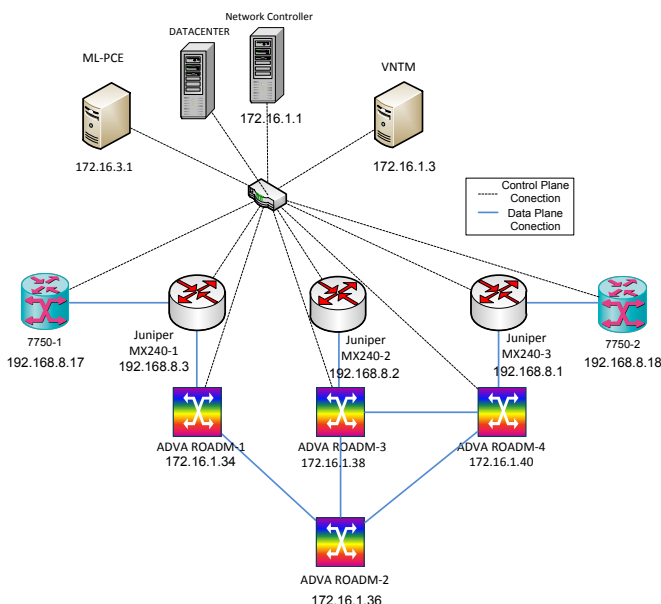 Network Controller
DATACENTER
ML-PCE
VNTM
172.16.1.1
172.16.3.1
172.16.1.3
Control Plane
Conection
Data Plane
Conection
7750-1
192.168.8.17
Juniper
MX240-1
192.168.8.3
Juniper
MX240-2
192.168.8.2
Juniper
MX240-3
192.168.8.1
7750-2
192.168.8.18
ADVA ROADM-1
172.16.1.34
ADVA ROADM-3
172.16.1.38
ADVA ROADM-4
172.16.1.40
ADVA ROADM-2
172.16.1.36